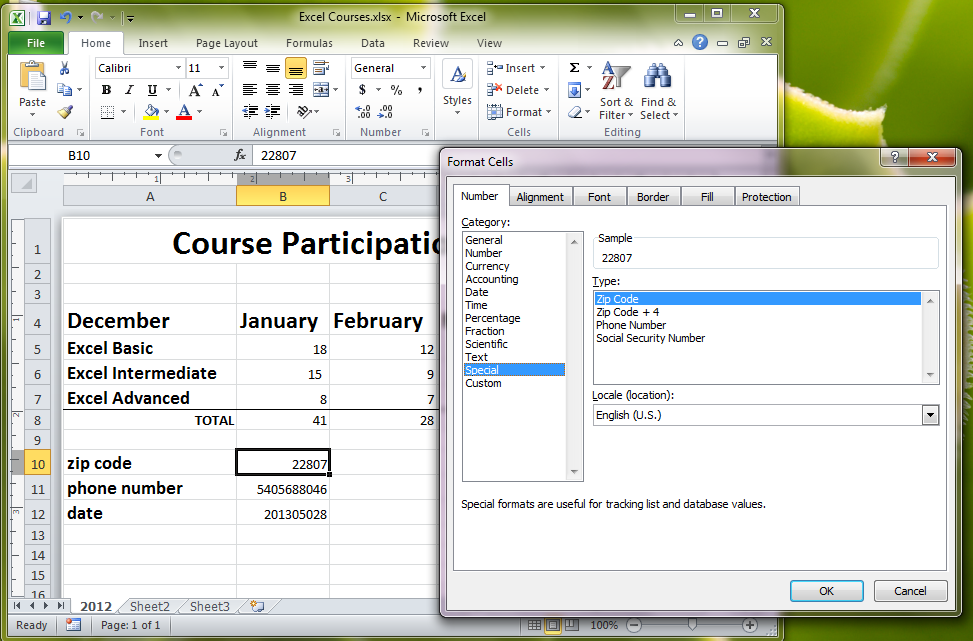 Excel Courses.xlsx - Microsoft Excel
File Home Insert Page Layout Formulas Data Review View
Paste
Calibri 11
B I U A A
A
General
$ % ,
.00 .0
Styles
Insert
Delete
Format
Σ
Sort & Filter
Find & Select
Clipboard Font Alignment Number Cells Editing
B10 fx 22807
1 2 3
A B C
1 Course Participatio
2
3
4 December January February
5 Excel Basic 18 12
6 Excel Intermediate 15 9
7 Excel Advanced 8 7
8 TOTAL 41 28
9
10 zip code 22807
11 phone number 5405688046
12 date 201305028
13
14
15
16
2012 Sheet2 Sheet3
Ready Page: 1 of 1 100%
Format Cells
Number Alignment Font Border Fill Protection
Category:
General
Number
Currency
Accounting
Date
Time
Percentage
Fraction
Scientific
Text
Special
Custom
Sample
22807
Type:
Zip Code
Zip Code + 4
Phone Number
Social Security Number
Locale (location):
English (U.S.)
Special formats are useful for tracking list and database values.
OK Cancel